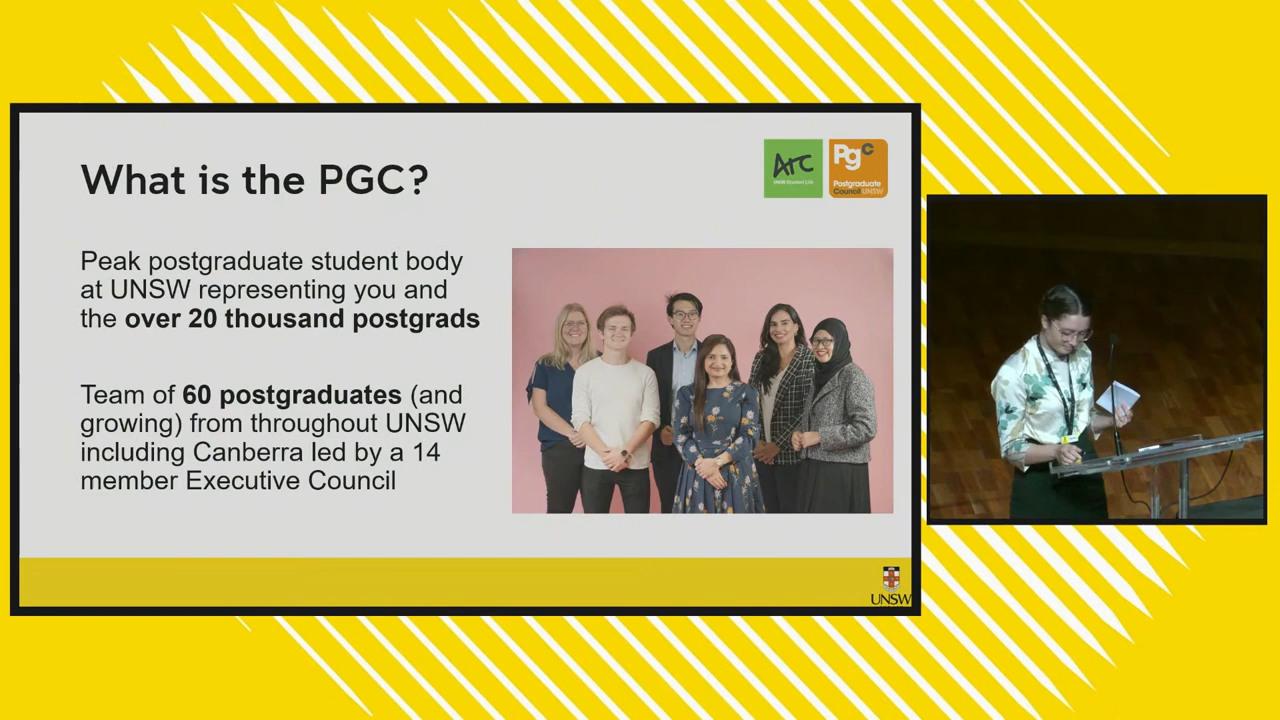 What is the PGC?
Arc
UNSW Student Life
PgC
Postgraduate
Council UNSW
Peak postgraduate student body
at UNSW representing you and
the over 20 thousand postgrads
Team of 60 postgraduates (and
growing) from throughout UNSW
including Canberra led by a 14
member Executive Council
UNSW